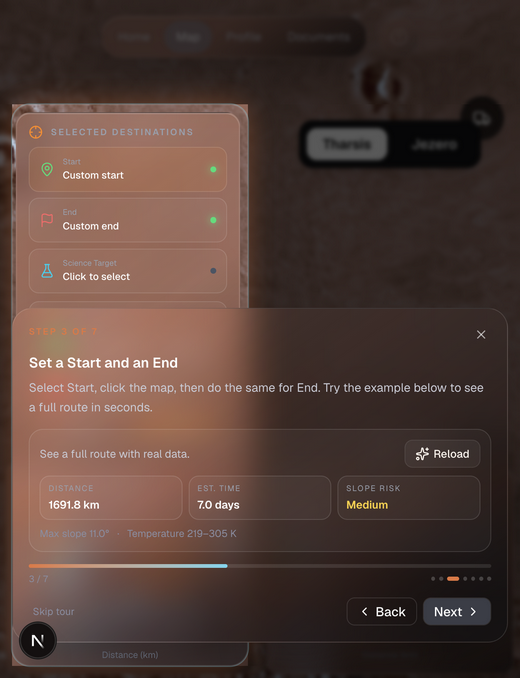 Home Map Profile Documents
Tharsis Jezero
SELECTED DESTINATIONS
Start
Custom start
End
Custom end
Science Target
Click to select
STEP 3 OF 7
Set a Start and an End
Select Start, click the map, then do the same for End. Try the example below to see
a full route in seconds.
See a full route with real data.
Reload
DISTANCE EST. TIME SLOPE RISK
1691.8 km 7.0 days Medium
Max slope 11.0° · Temperature 219–305 K
3 / 7
Skip tour
Back Next
N
Distance (km)